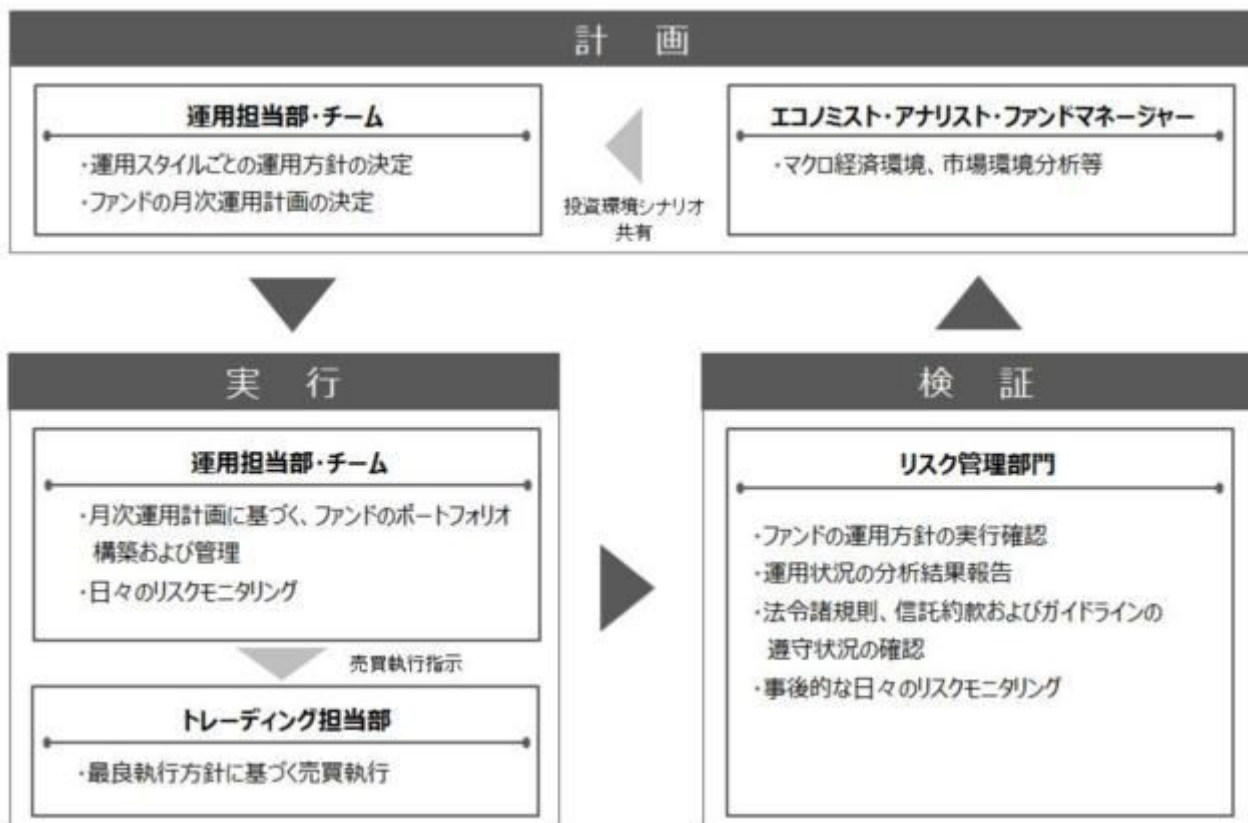 計 画
運用担当部・チーム
・運用スタイルごとの運用方針の決定
・ファンドの月次運用計画の決定
投資環境シナリオ
共有
エコノミスト・アナリスト・ファンドマネージャー
・マクロ経済環境、市場環境分析等
実 行
運用担当部・チーム
・月次運用計画に基づく、ファンドのポートフォリオ
構築および管理
・日々のリスクモニタリング
売買執行指示
トレーディング担当部
・最良執行方針に基づく売買執行
検 証
リスク管理部門
・ファンドの運用方針の実行確認
・運用状況の分析結果報告
・法令諸規則、信託約款およびガイドラインの
遵守状況の確認
・事後的な日々のリスクモニタリング